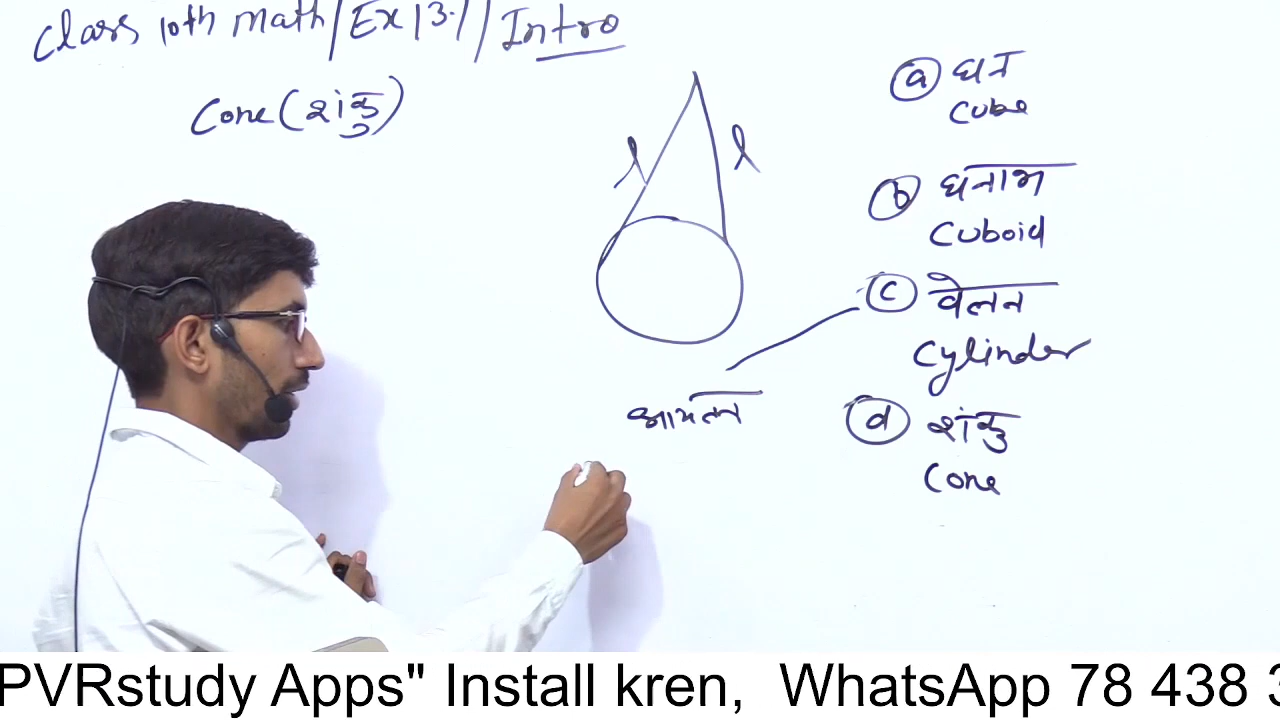 Class 10th math/Ex 13.1//Intro
Cone (शंकु)
l
l
आयतन
(a) घन
Cube
(b) घनाभ
Cuboid
(c) बेलन
Cylinder
(d) शंकु
Cone
PVRstudy Apps" Install kren, WhatsApp 78 438 3